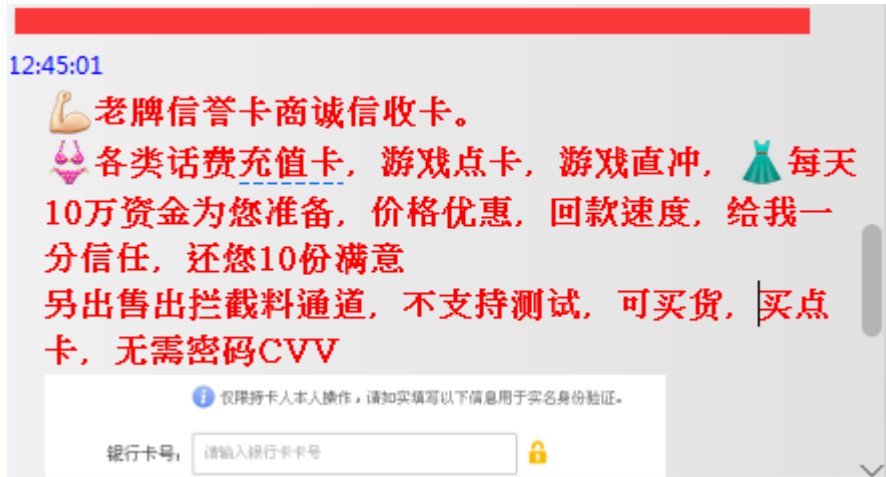 12:45:01
💪老牌信誉卡商诚信收卡。
👙各类话费充值卡，游戏点卡，游戏直冲，👗每天
10万资金为您准备，价格优惠，回款速度，给我一
分信任，还您10份满意
另出售出拦截料通道，不支持测试，可买货，买点
卡，无需密码CVV
仅限持卡人本人操作，请如实填写以下信息用于实名身份验证。
银行卡号： 请输入银行卡卡号